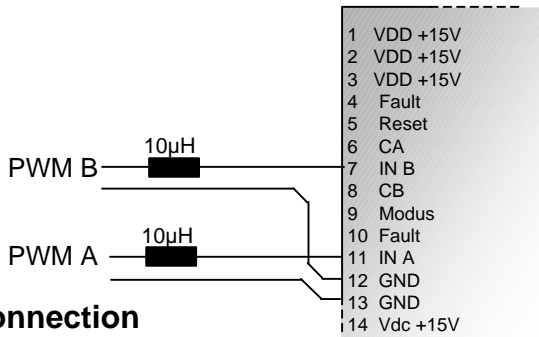 1 VDD +15V
2 VDD +15V
3 VDD +15V
4 Fault
5 Reset
6 CA
7 IN B
8 CB
9 Modus
10 Fault
11 IN A
12 GND
13 GND
14 Vdc +15V
10µH
PWM B
10µH
PWM A
onnection